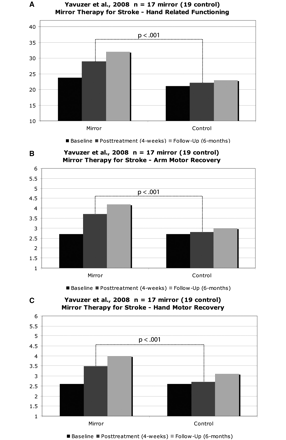 A
Yavuzer et al., 2008 n = 17 mirror (19 control)
Mirror Therapy for Stroke - Hand Related Functioning
40
35
30
25
20
15
10
p < .001
Mirror
Control
Baseline Posttreatment (4-weeks) Follow-Up (6-months)
B
Yavuzer et al., 2008 n = 17 mirror (19 control)
Mirror Therapy for Stroke - Arm Motor Recovery
6
5.5
5
4.5
4
3.5
3
2.5
2
1.5
1
p < .001
Mirror
Control
Baseline Posttreatment (4-weeks) Follow-Up (6-months)
C
Yavuzer et al., 2008 n = 17 mirror (19 control)
Mirror Therapy for Stroke - Hand Motor Recovery
6
5.5
5
4.5
4
3.5
3
2.5
2
1.5
1
p < .001
Mirror
Control
Baseline Posttreatment (4-weeks) Follow-Up (6-months)